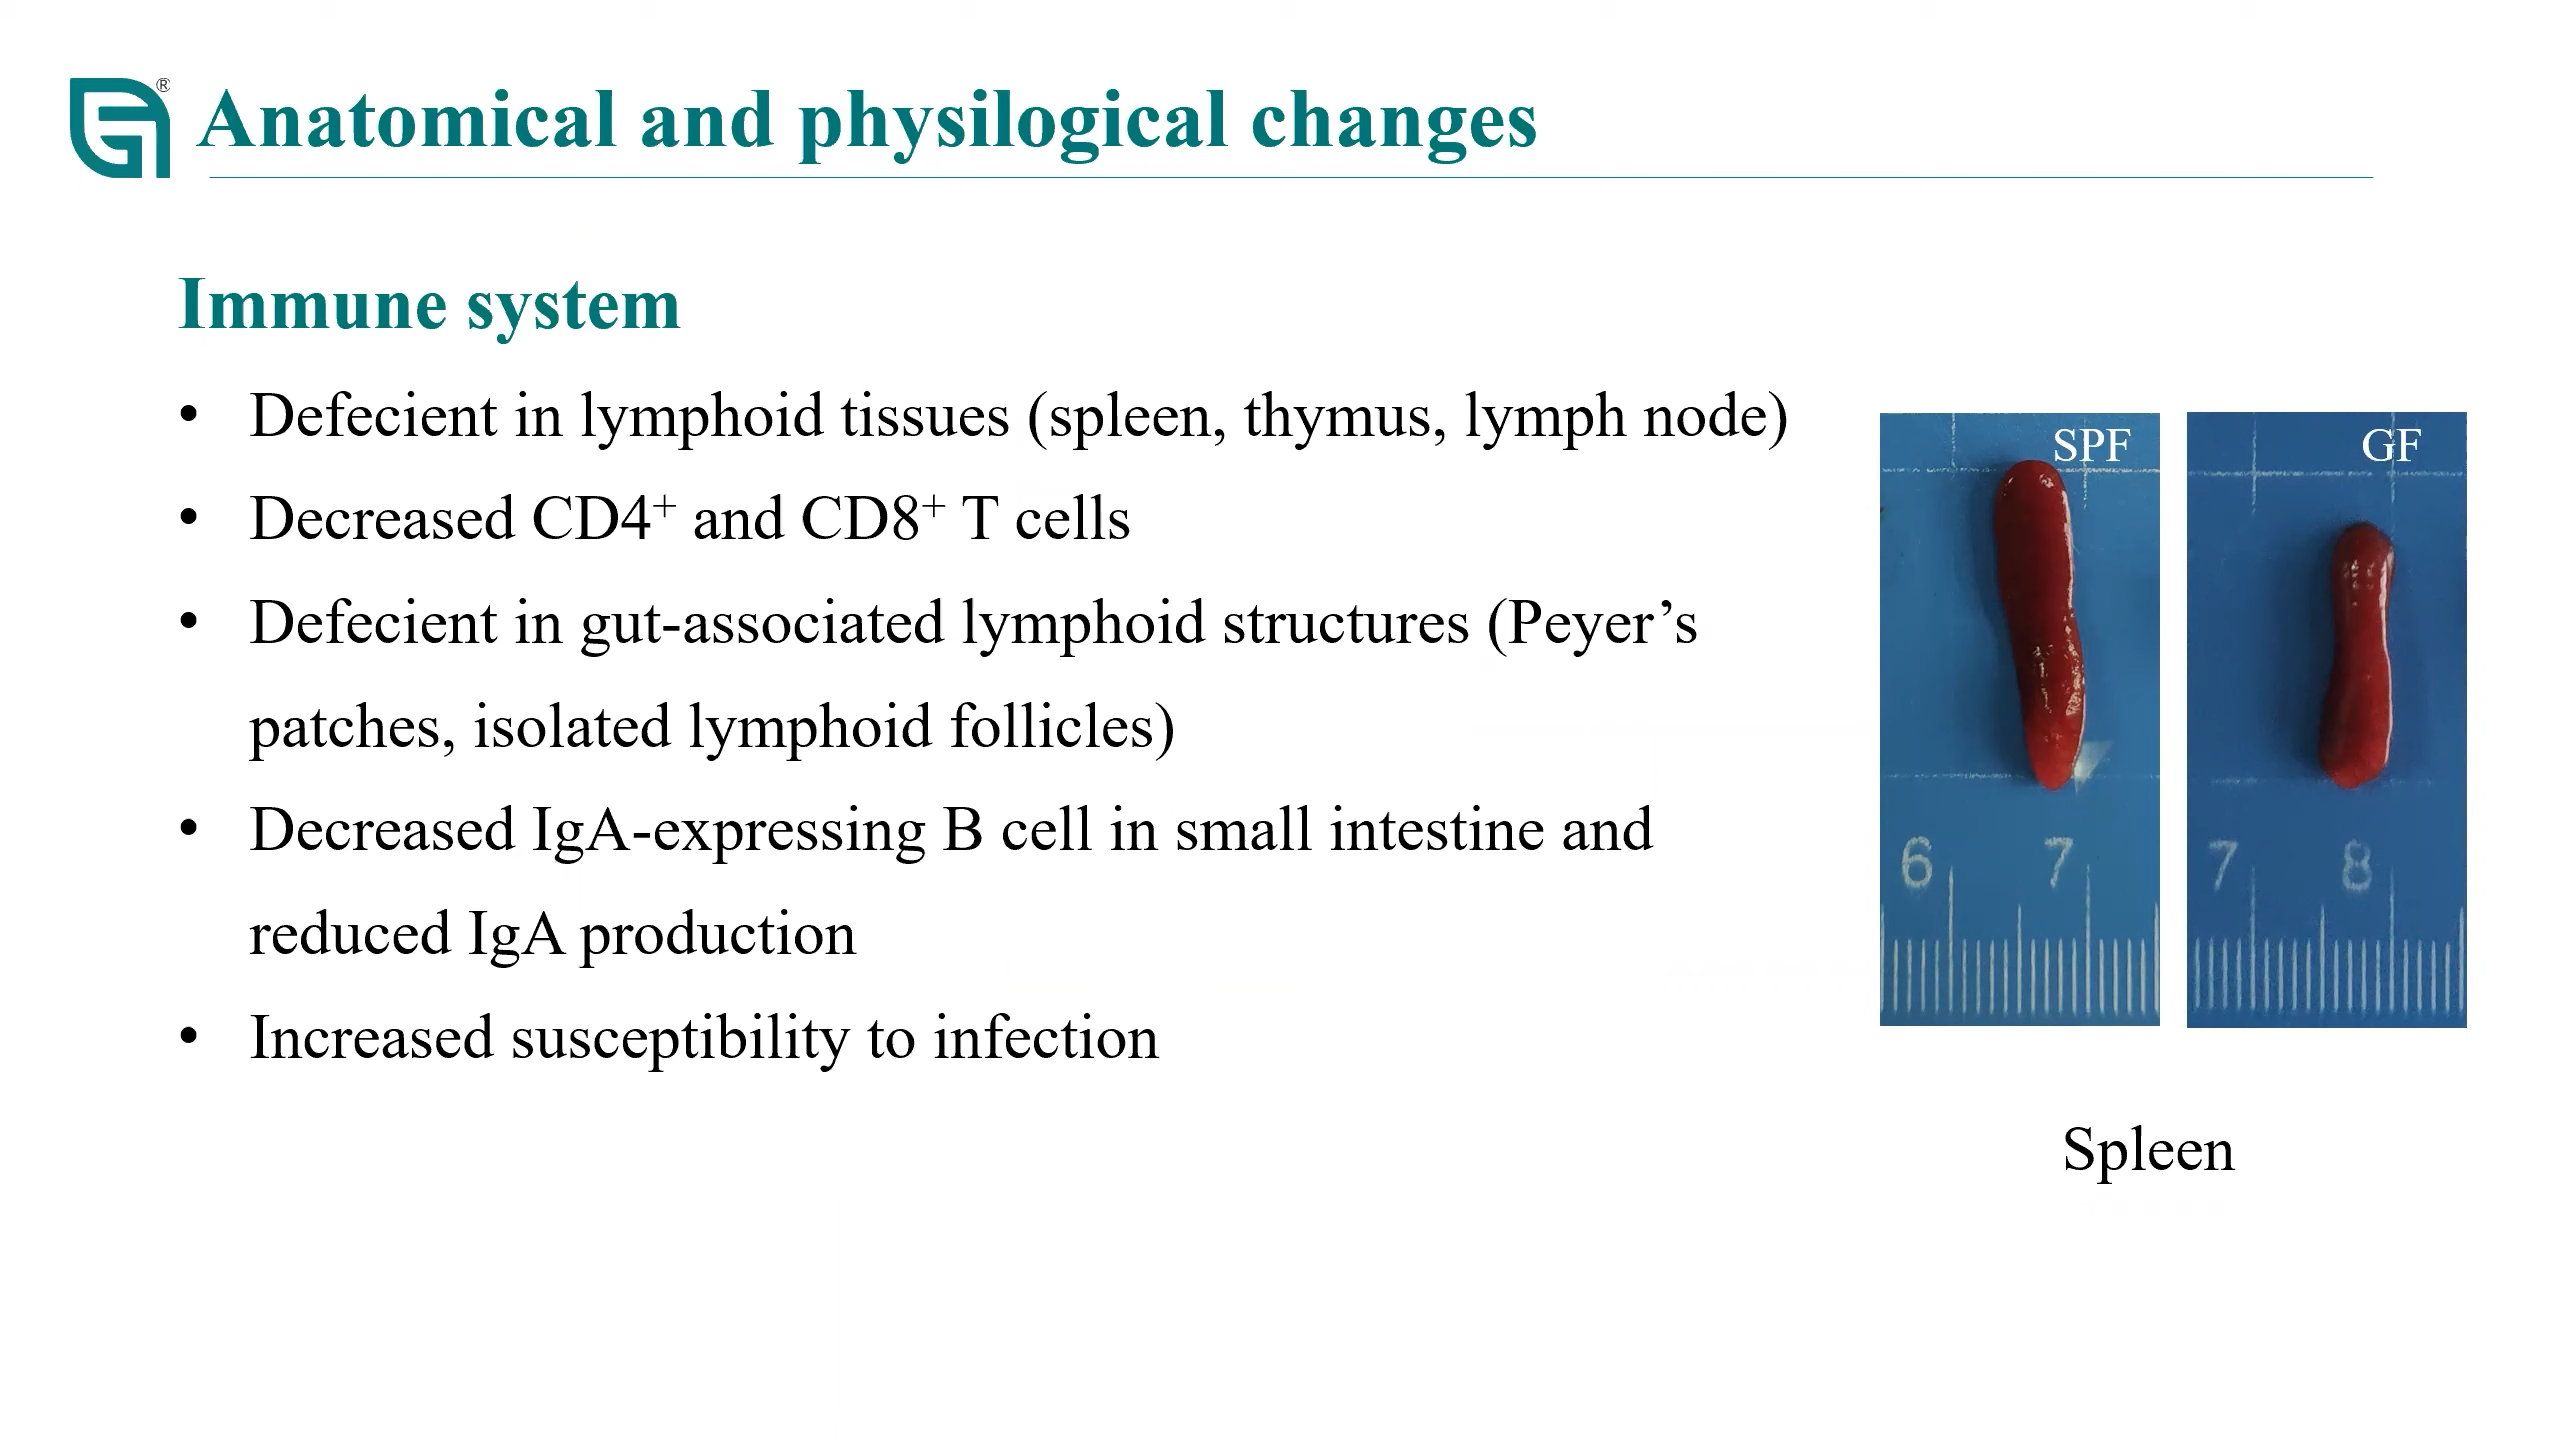 ®
Anatomical and physilogical changes
Immune system
• Defecient in lymphoid tissues (spleen, thymus, lymph node)
• Decreased CD4⁺ and CD8⁺ T cells
• Defecient in gut-associated lymphoid structures (Peyer’s
patches, isolated lymphoid follicles)
• Decreased IgA-expressing B cell in small intestine and
reduced IgA production
• Increased susceptibility to infection
SPF
GF
6 7
7 8
Spleen